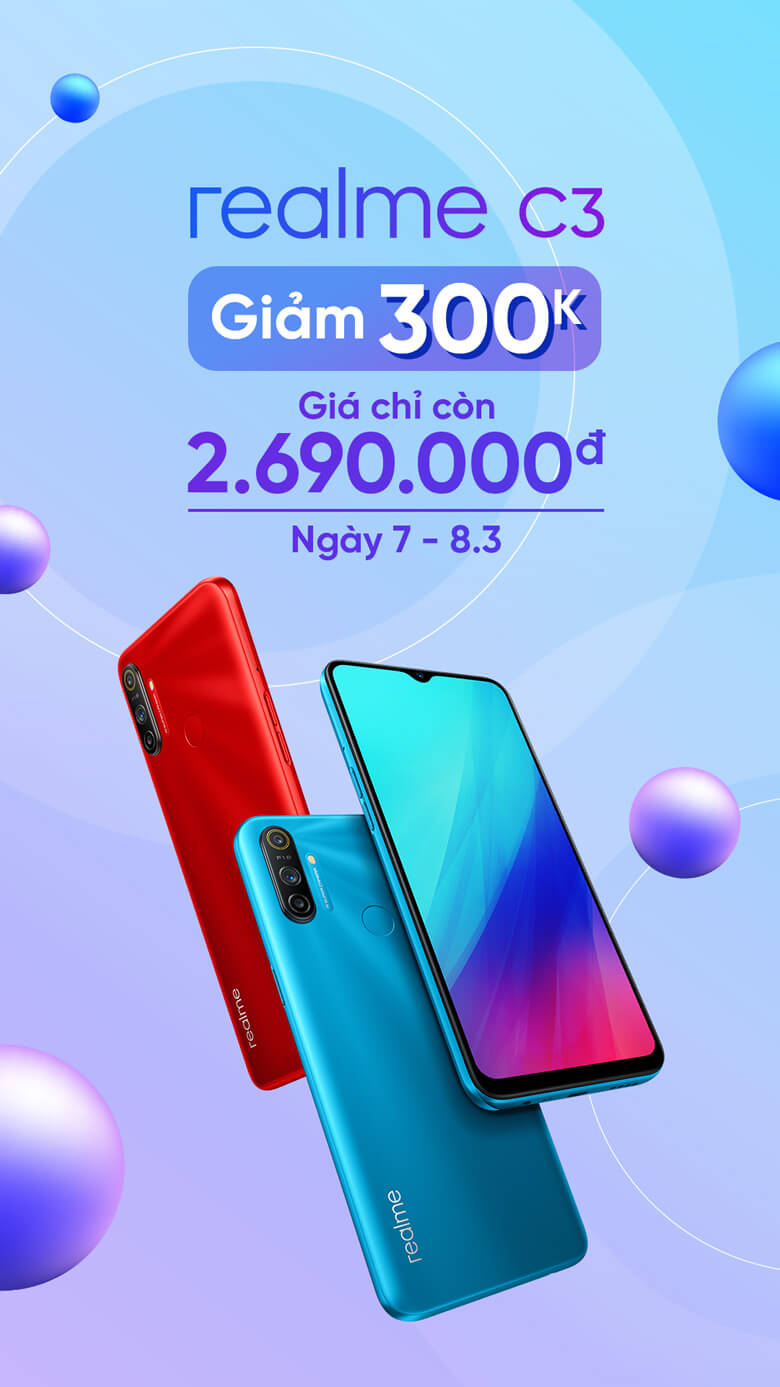 realme C3
Giảm 300K
Giá chỉ còn
2.690.000đ
Ngày 7 - 8.3
realme
realme